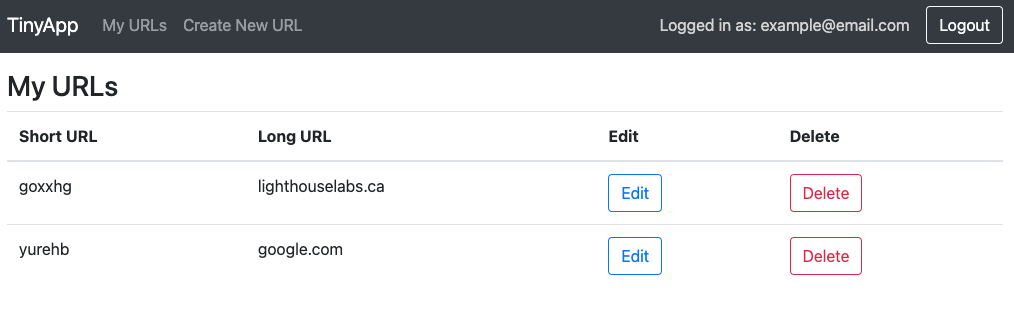 TinyApp My URLs Create New URL Logged in as: example@email.com Logout
My URLs
Short URL Long URL Edit Delete
goxxhg lighthouselabs.ca Edit Delete
yurehb google.com Edit Delete